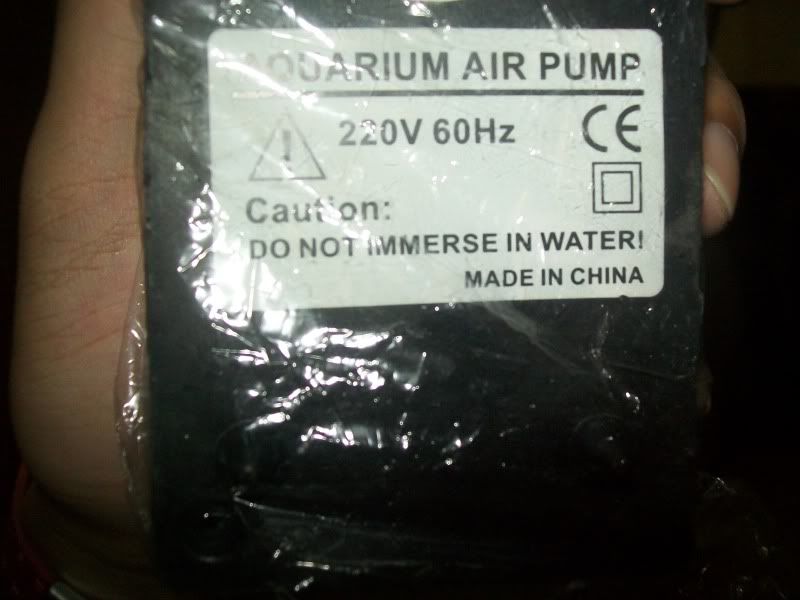 AQUARIUM AIR PUMP
220V 60Hz
CE
Caution:
DO NOT IMMERSE IN WATER!
MADE IN CHINA